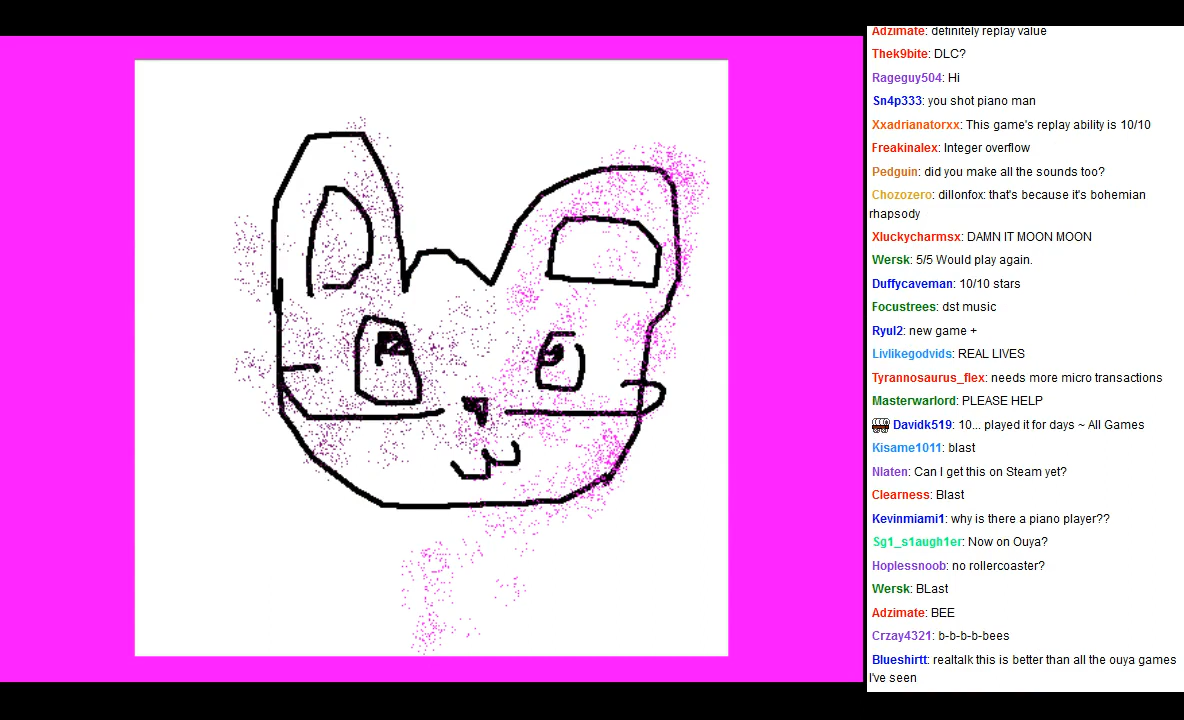 Adzimate: definitely replay value
Thek9bite: DLC?
Rageguy504: Hi
Sn4p333: you shot piano man
Xxadrianatorxx: This game's replay ability is 10/10
Freakinalex: Integer overflow
Pedguin: did you make all the sounds too?
Chozozero: dillonfox: that's because it's bohemian
rhapsody
Xluckycharmsx: DAMN IT MOON MOON
Wersk: 5/5 Would play again.
Duffycaveman: 10/10 stars
Focustrees: dst music
Ryul2: new game +
Livlikegodvids: REAL LIVES
Tyrannosaurus_flex: needs more micro transactions
Masterwarlord: PLEASE HELP
Davidk519: 10... played it for days ~ All Games
Kisame1011: blast
Nlaten: Can I get this on Steam yet?
Clearness: Blast
Kevinmiami1: why is there a piano player??
Sg1_s1augh1er: Now on Ouya?
Hoplessnoob: no rollercoaster?
Wersk: BLast
Adzimate: BEE
Crzay4321: b-b-b-b-bees
Blueshirtt: realtalk this is better than all the ouya games
I've seen